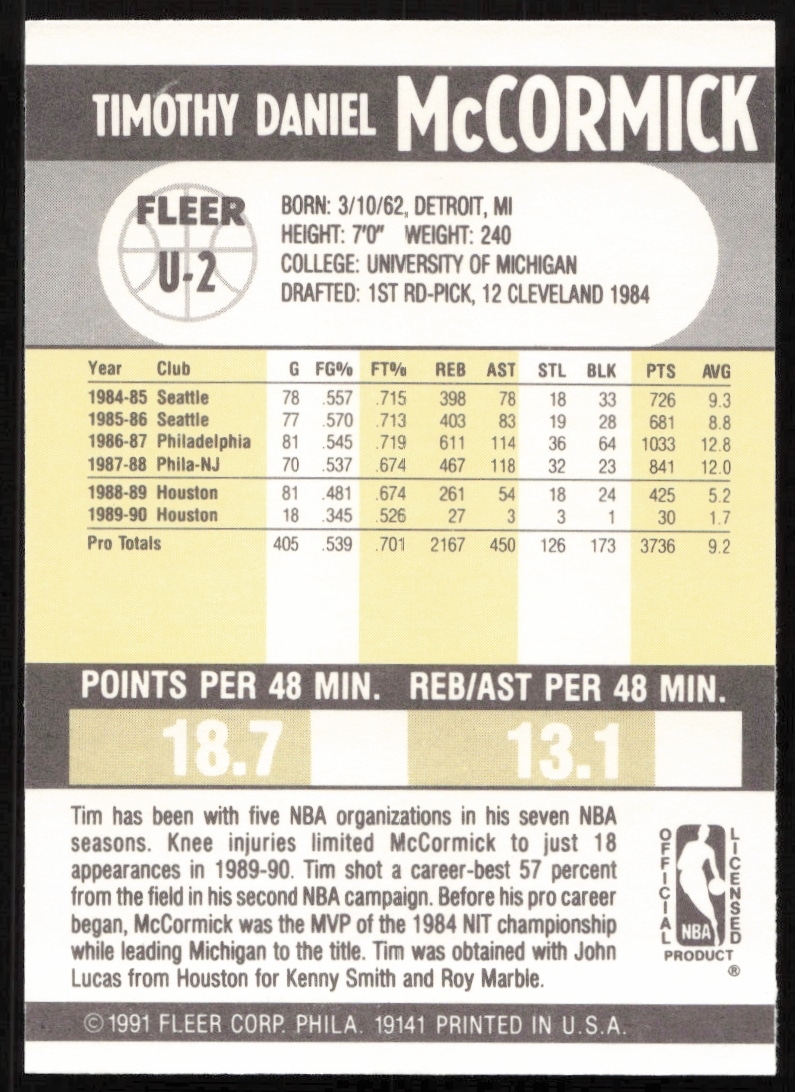 TIMOTHY DANIEL McCORMICK
FLEER
U-2
BORN: 3/10/62, DETROIT, MI
HEIGHT: 7'0" WEIGHT: 240
COLLEGE: UNIVERSITY OF MICHIGAN
DRAFTED: 1ST RD-PICK, 12 CLEVELAND 1984
Year Club G FG% FT% REB AST STL BLK PTS AVG
1984-85 Seattle 78 .557 .715 398 78 18 33 726 9.3
1985-86 Seattle 77 .570 .713 403 83 19 28 681 8.8
1986-87 Philadelphia 81 .545 .719 611 114 36 64 1033 12.8
1987-88 Phila-NJ 70 .537 .674 467 118 32 23 841 12.0
1988-89 Houston 81 .481 .674 261 54 18 24 425 5.2
1989-90 Houston 18 .345 .526 27 3 3 1 30 1.7
Pro Totals 405 .539 .701 2167 450 126 173 3736 9.2
POINTS PER 48 MIN. REB/AST PER 48 MIN.
18.7 13.1
Tim has been with five NBA organizations in his seven NBA
seasons. Knee injuries limited McCormick to just 18
appearances in 1989-90. Tim shot a career-best 57 percent
from the field in his second NBA campaign. Before his pro career
began, McCormick was the MVP of the 1984 NIT championship
while leading Michigan to the title. Tim was obtained with John
Lucas from Houston for Kenny Smith and Roy Marble.
OFFICIAL
LICENSED
NBA
PRODUCT
®
© 1991 FLEER CORP. PHILA. 19141 PRINTED IN U.S.A.